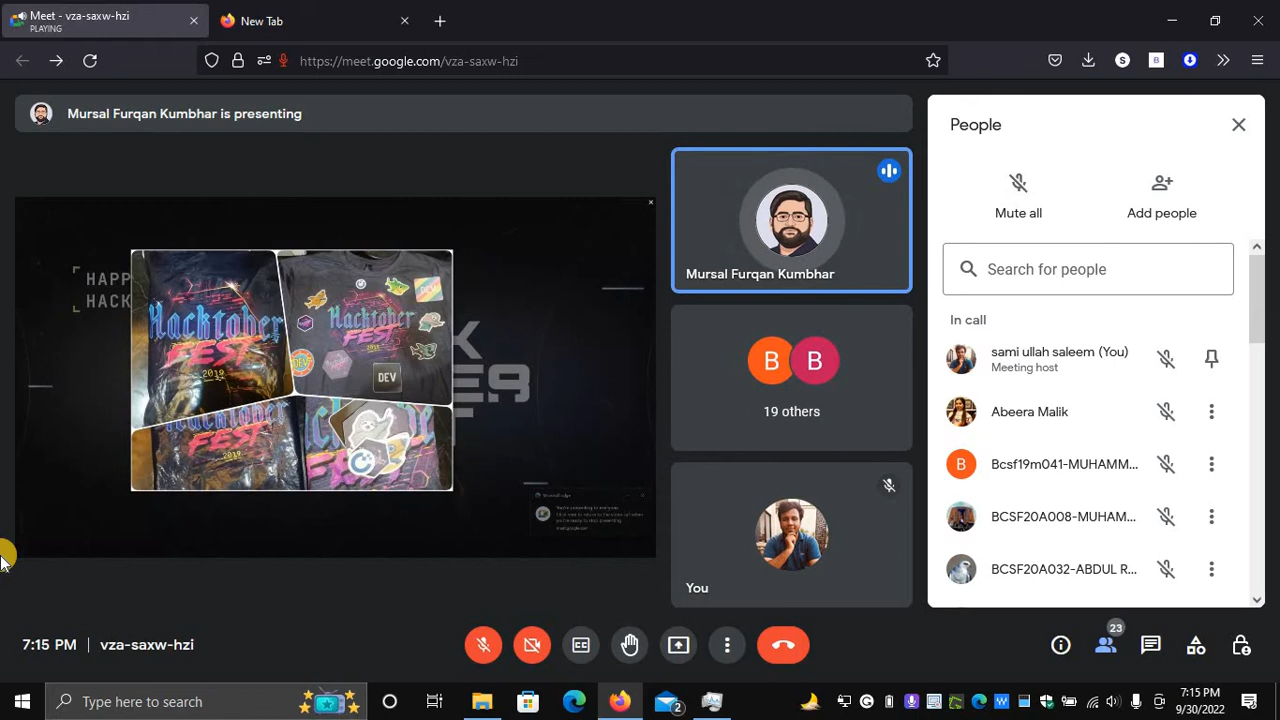 Meet - vza-saxw-hzi
PLAYING
New Tab
https://meet.google.com/vza-saxw-hzi
S
B
Mursal Furqan Kumbhar is presenting
HAPP
HACK
Hacktober
FEST
2019
Hacktober
FEST
2019
DEV
Hacktober
FEST
2019
Mursal Furqan Kumbhar
B
B
19 others
You
People
Mute all
Add people
Search for people
In call
sami ullah saleem (You)
Meeting host
Abeera Malik
B
Bcsf19m041-MUHAMM...
BCSF20A008-MUHAM...
BCSF20A032-ABDUL R...
7:15 PM
vza-saxw-hzi
CC
23
Type here to search
2
7:15 PM
9/30/2022